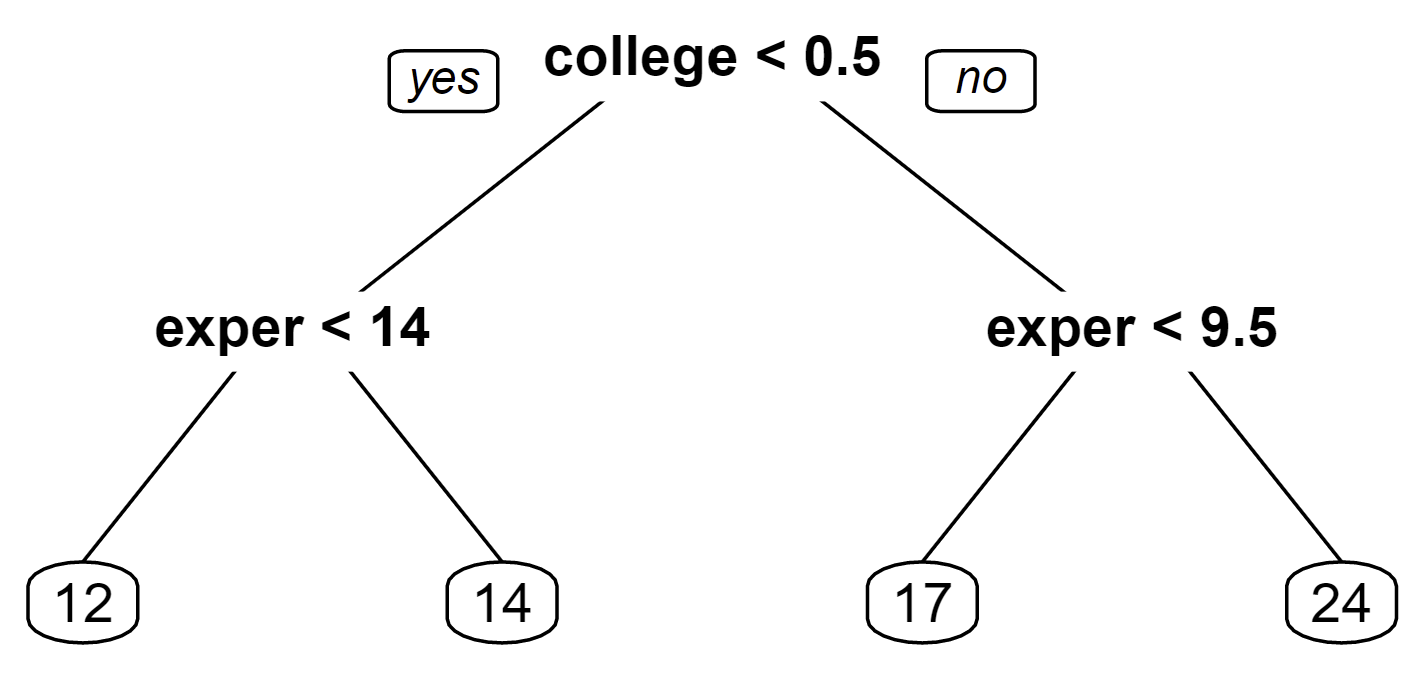 yes college < 0.5 no
exper < 14 exper < 9.5
12 14 17 24